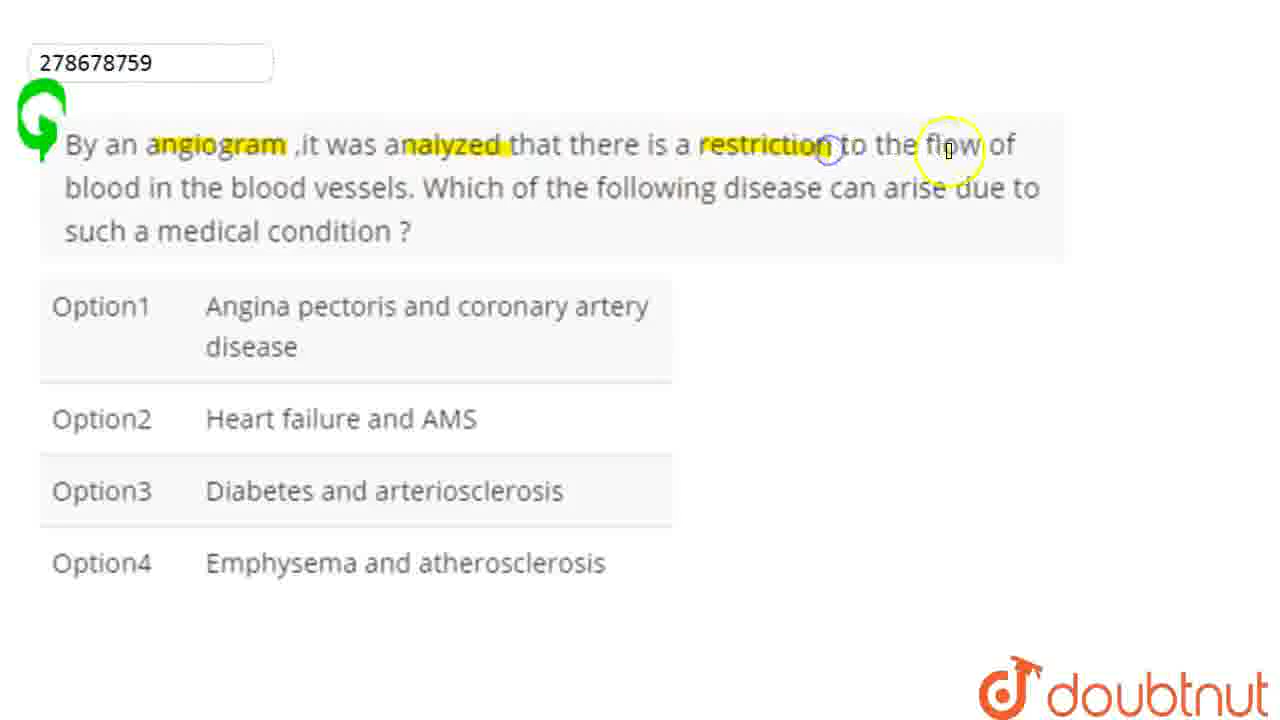 278678759
By an angiogram ,it was analyzed that there is a restriction to the flow of
blood in the blood vessels. Which of the following disease can arise due to
such a medical condition ?
Option1 Angina pectoris and coronary artery
disease
Option2 Heart failure and AMS
Option3 Diabetes and arteriosclerosis
Option4 Emphysema and atherosclerosis
doubtnut